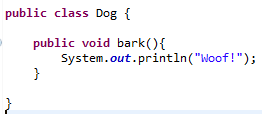 public class Dog {
public void bark(){
System.out.println("Woof!");
}
}